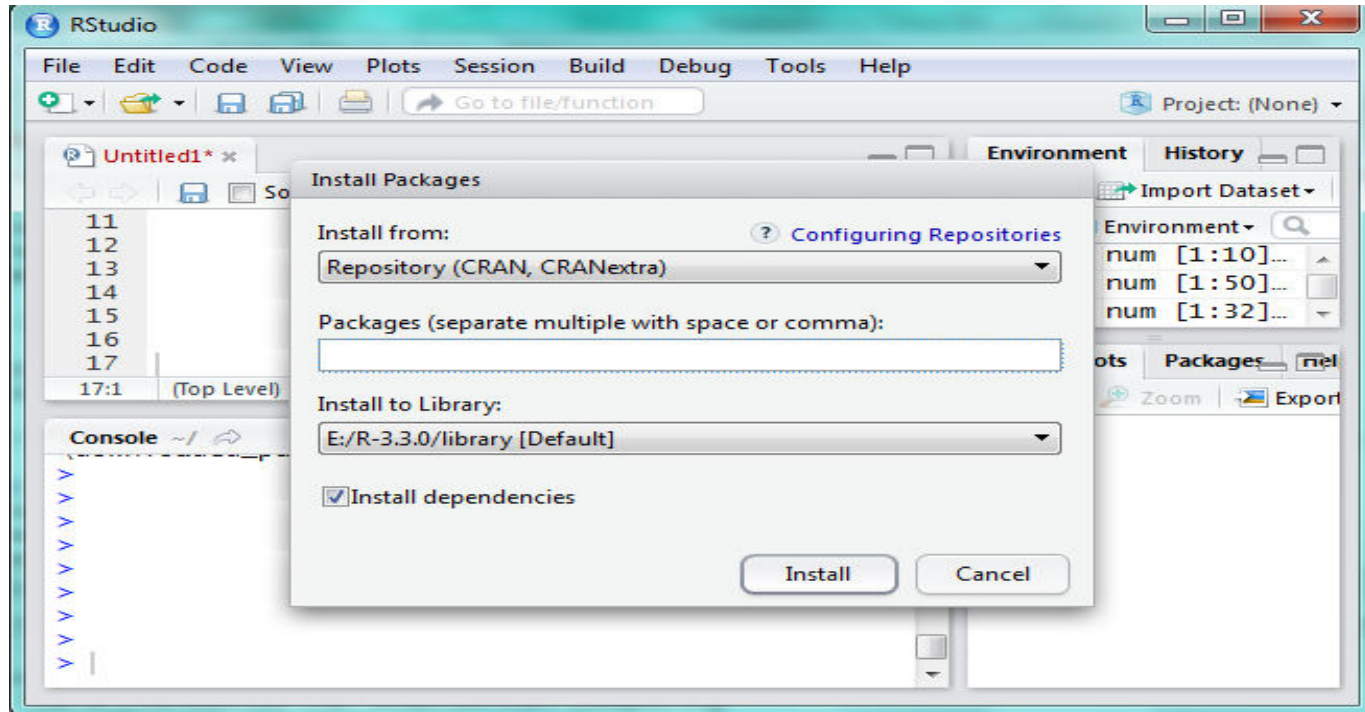 RStudio
File Edit Code View Plots Session Build Debug Tools Help
Go to file/function
Project: (None)
Untitled1*
So
11
12
13
14
15
16
17
17:1 (Top Level)
Console ~/
>
>
>
>
>
>
>
>
>
Install Packages
Install from:
Configuring Repositories
Repository (CRAN, CRANextra)
Packages (separate multiple with space or comma):
Install to Library:
E:/R-3.3.0/library [Default]
Install dependencies
Install Cancel
Environment History
Import Dataset
Environment
num [1:10]…
num [1:50]…
num [1:32]…
ots Packages Hel
Zoom Export